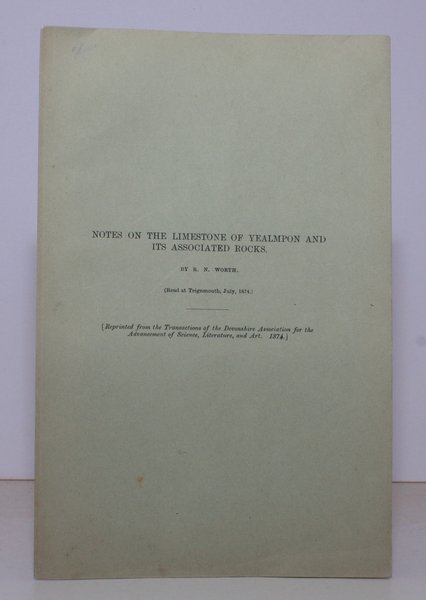 NOTES ON THE LIMESTONE OF YEALMPON AND
ITS ASSOCIATED ROCKS.
BY R. N. WORTH.
(Read at Teignmouth, July, 1874.)
[Reprinted from the Transactions of the Devonshire Association for the
Advancement of Science, Literature, and Art. 1874.]